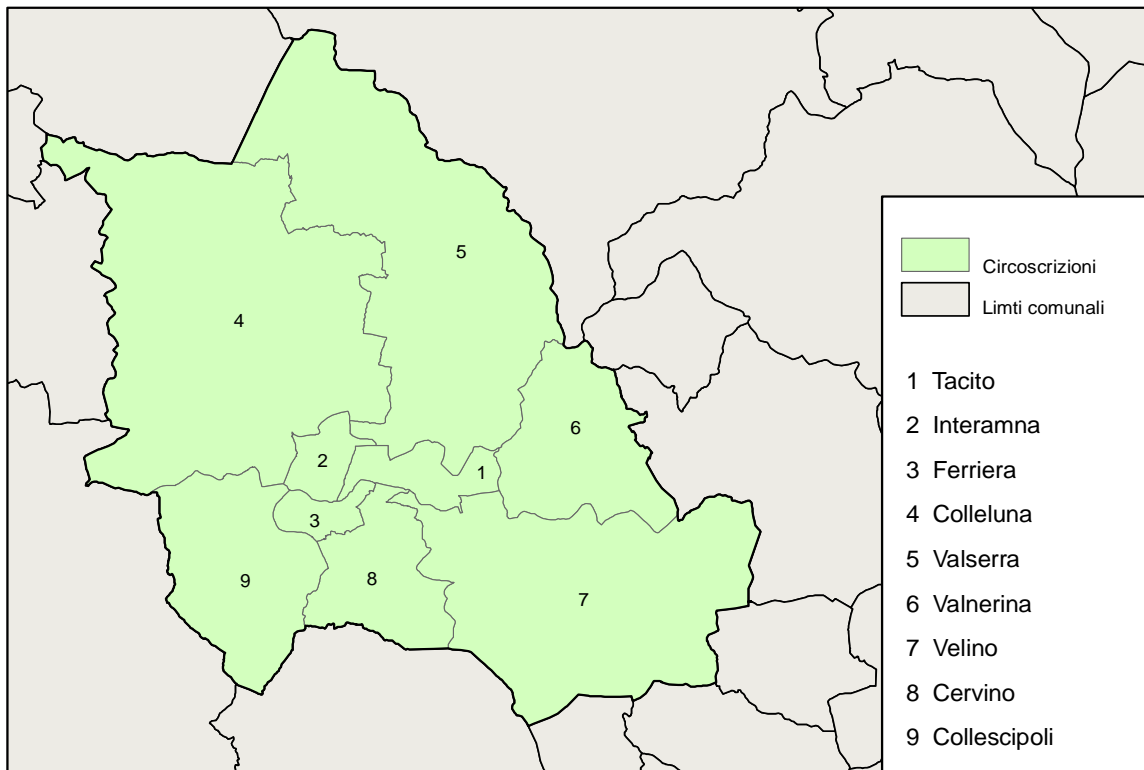 5
4
6
2
1
3
9
8
7
Circoscrizioni
Limti comunali
1 Tacito
2 Interamna
3 Ferriera
4 Colleluna
5 Valserra
6 Valnerina
7 Velino
8 Cervino
9 Collescipoli